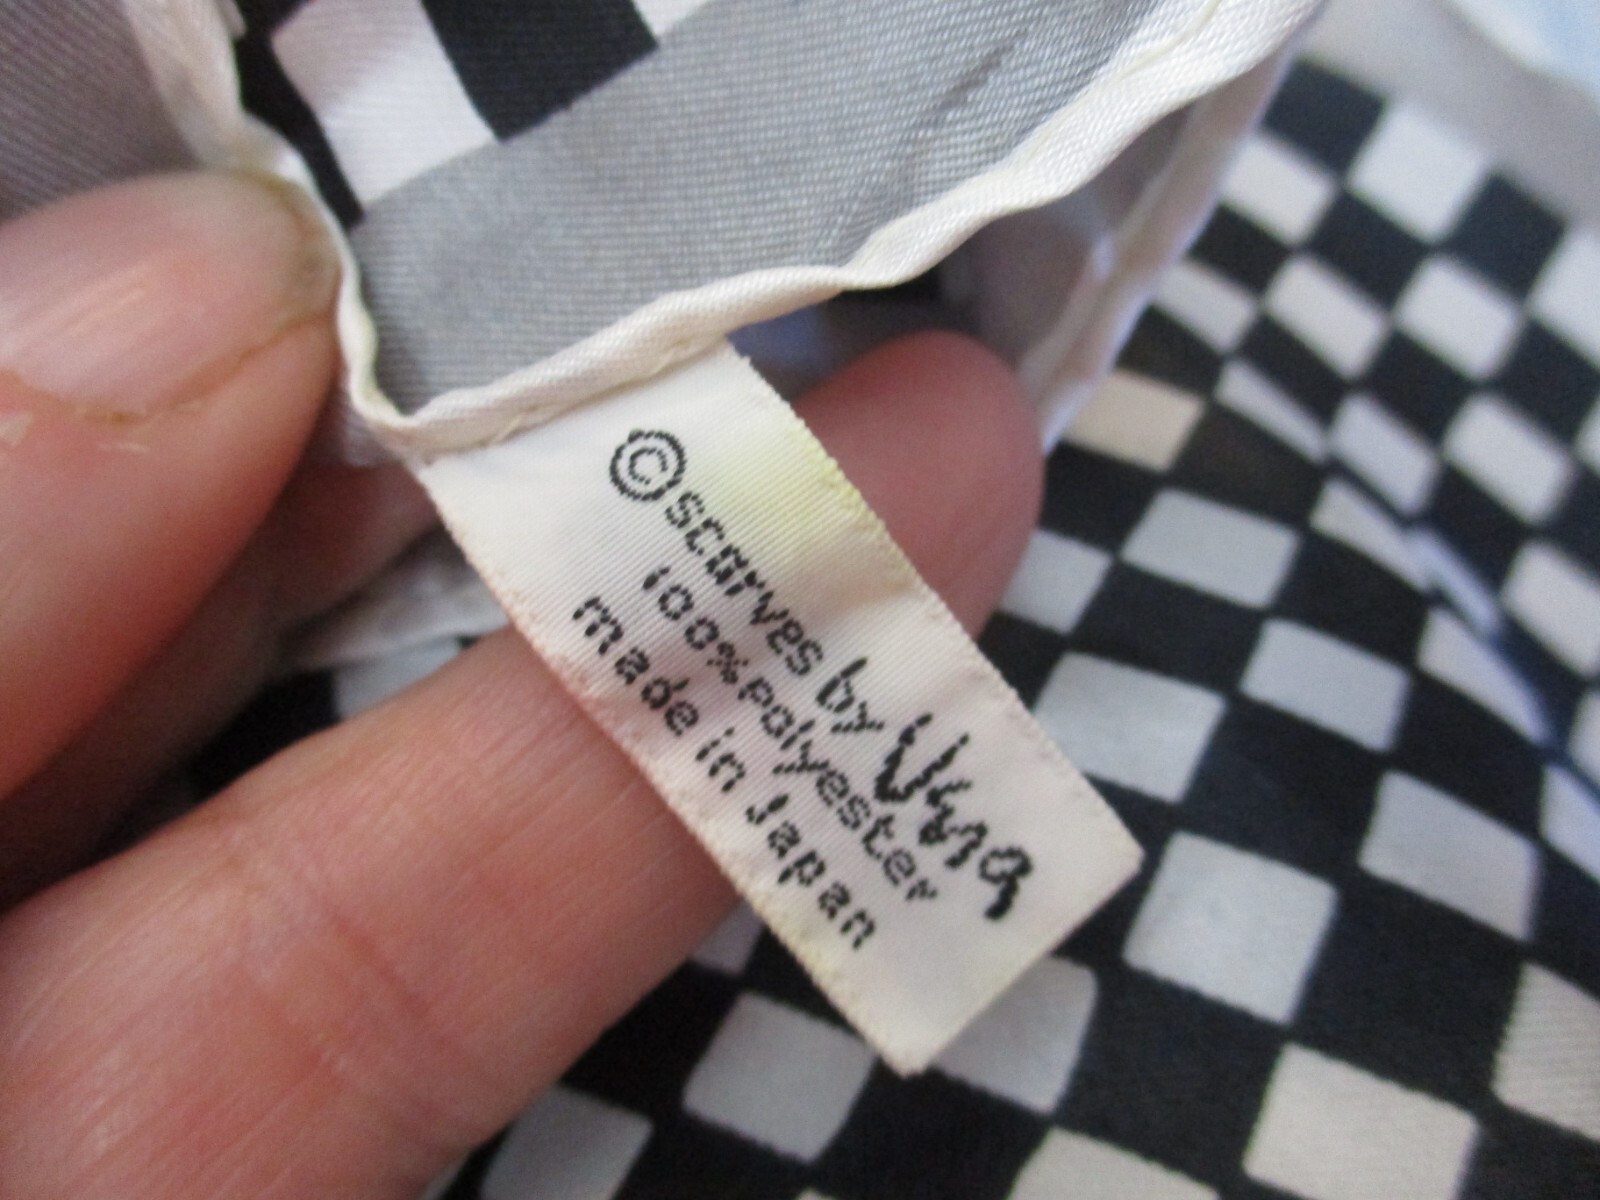 © scarves by Vera
100% polyester
made in Japan